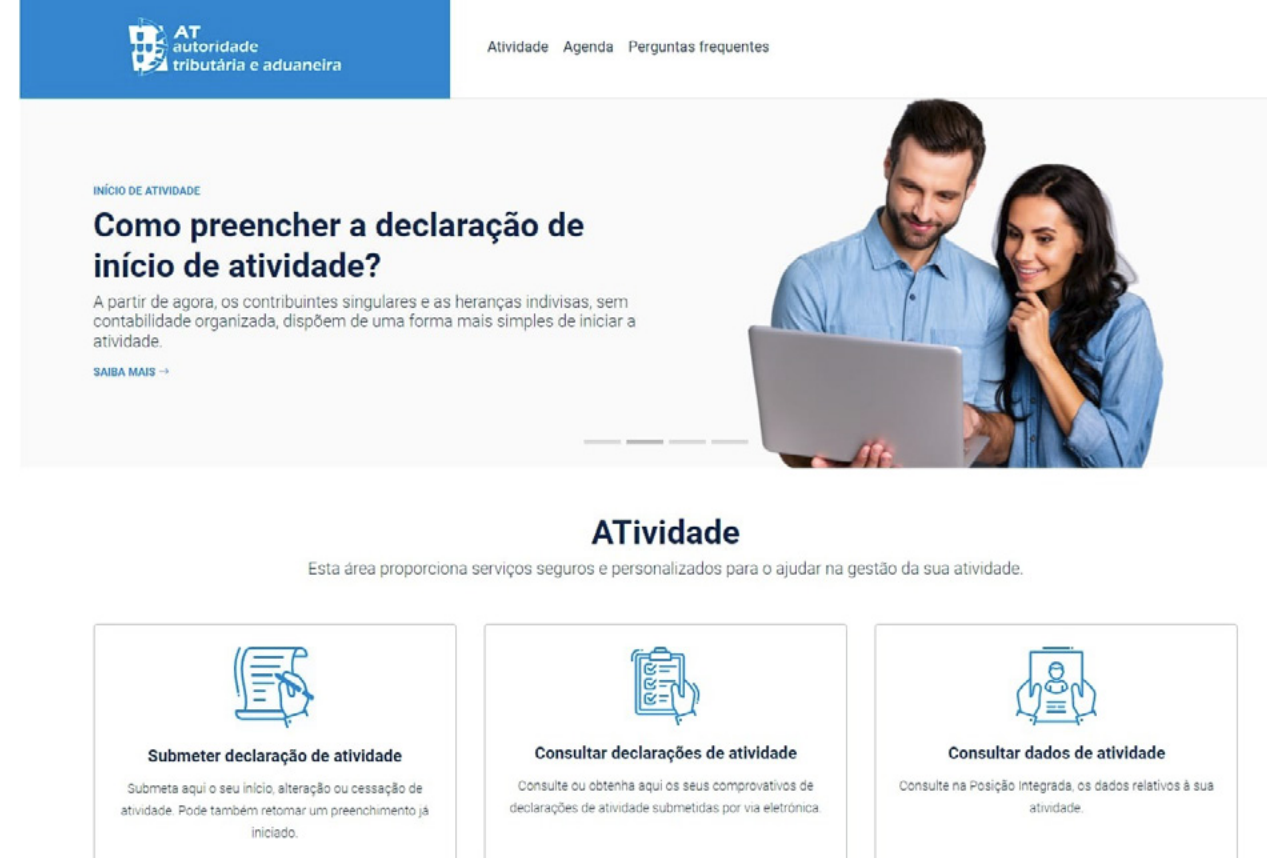 AT
autoridade
tributária e aduaneira
Atividade Agenda Perguntas frequentes
INÍCIO DE ATIVIDADE
Como preencher a declaração de
início de atividade?
A partir de agora, os contribuintes singulares e as heranças indivisas, sem
contabilidade organizada, dispõem de uma forma mais simples de iniciar a
atividade.
SAIBA MAIS →
ATividade
Esta área proporciona serviços seguros e personalizados para o ajudar na gestão da sua atividade.
Submeter declaração de atividade
Submeta aqui o seu início, alteração ou cessação de
atividade. Pode também retomar um preenchimento já
iniciado.
Consultar declarações de atividade
Consulte ou obtenha aqui os seus comprovativos de
declarações de atividade submetidas por via eletrónica.
Consultar dados de atividade
Consulte na Posição Integrada, os dados relativos à sua
atividade.